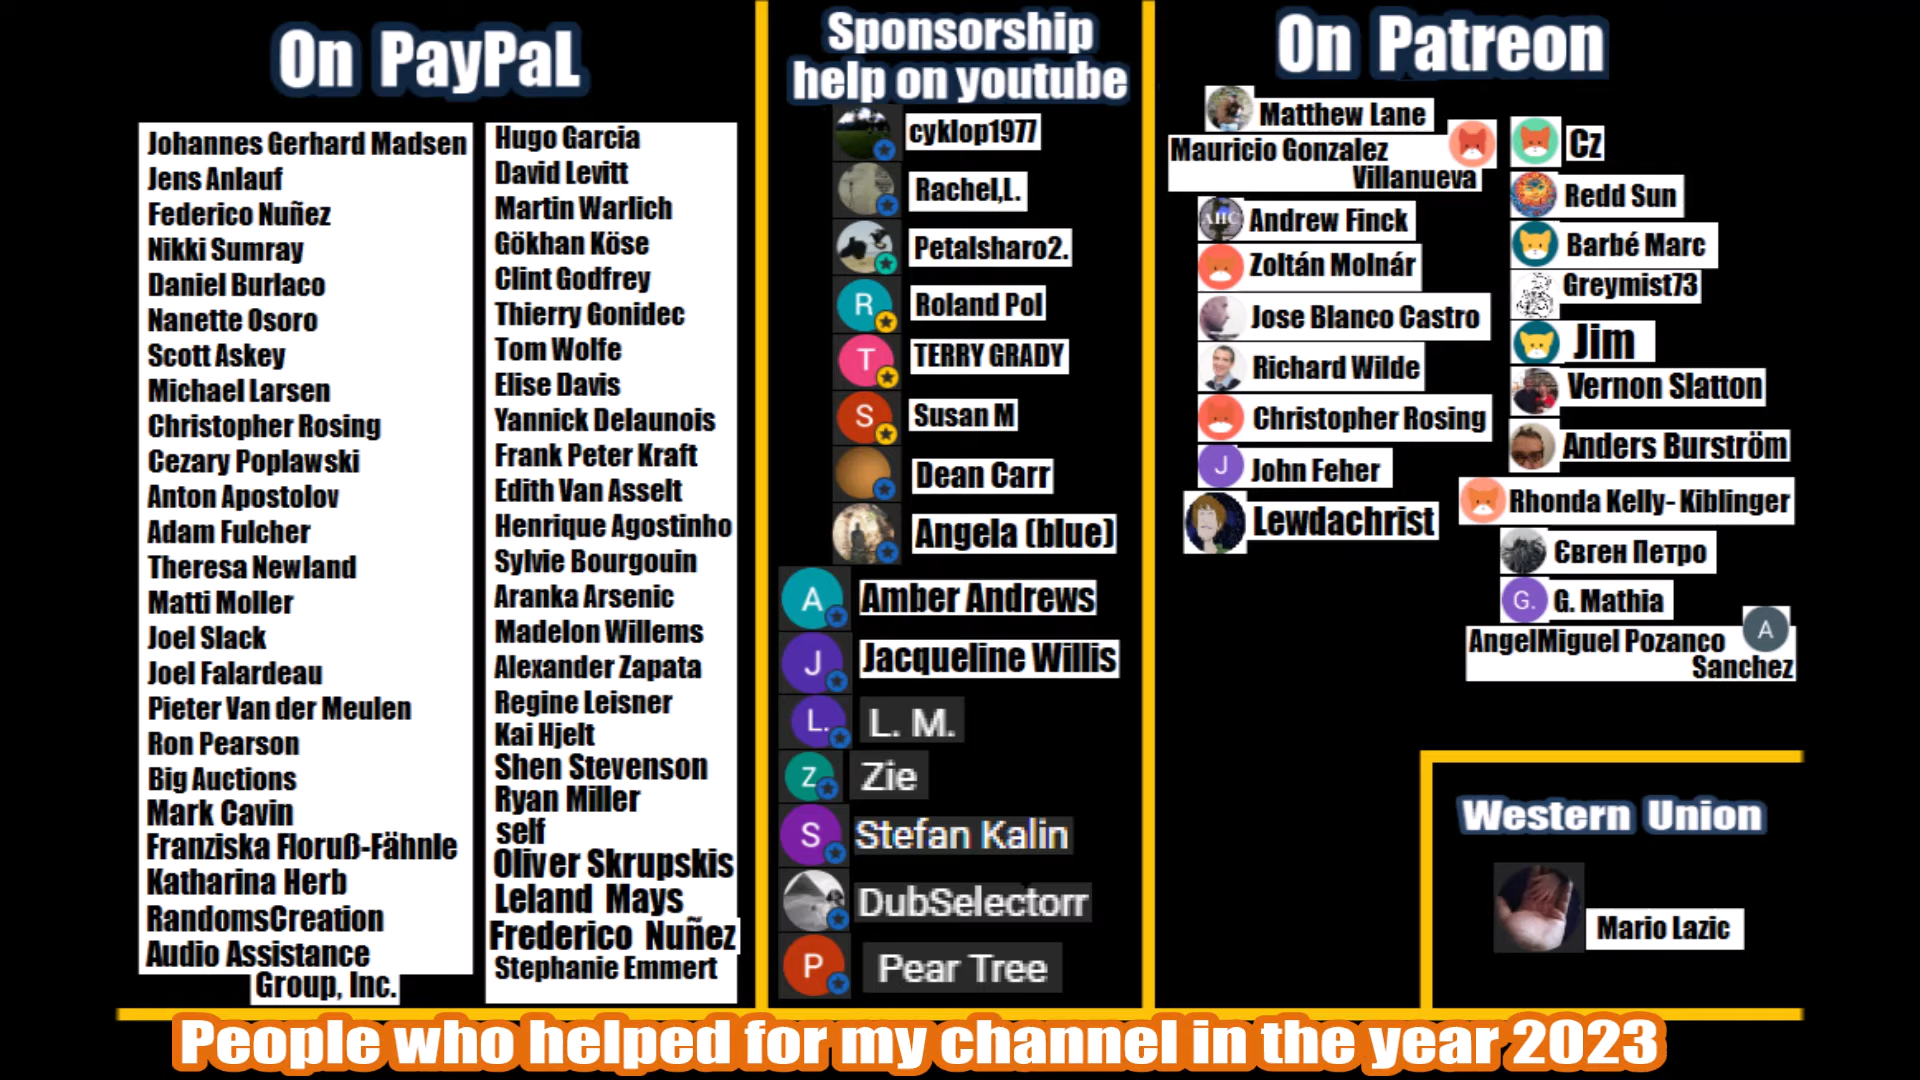 On PayPaL
Johannes Gerhard Madsen
Jens Anlauf
Federico Nuñez
Nikki Sumray
Daniel Burlaco
Nanette Osoro
Scott Askey
Michael Larsen
Christopher Rosing
Cezary Poplawski
Anton Apostolov
Adam Fulcher
Theresa Newland
Matti Moller
Joel Slack
Joel Falardeau
Pieter Van der Meulen
Ron Pearson
Big Auctions
Mark Cavin
Franziska Floruß-Fähnle
Katharina Herb
RandomsCreation
Audio Assistance
Group, Inc.
Hugo Garcia
David Levitt
Martin Warlich
Gökhan Köse
Clint Godfrey
Thierry Gonidec
Tom Wolfe
Elise Davis
Yannick Delaunois
Frank Peter Kraft
Edith Van Asselt
Henrique Agostinho
Sylvie Bourgouin
Aranka Arsenic
Madelon Willems
Alexander Zapata
Regine Leisner
Kai Hjelt
Shen Stevenson
Ryan Miller
self
Oliver Skrupskis
Leland Mays
Frederico Nuñez
Stephanie Emmert
Sponsorship
help on youtube
cyklop1977
Rachel,L.
Petalsharo2.
R Roland Pol
T TERRY GRADY
S Susan M
Dean Carr
Angela (blue)
A Amber Andrews
J Jacqueline Willis
L. L. M.
Z Zie
S Stefan Kalin
DubSelectorr
P Pear Tree
On Patreon
Matthew Lane
Mauricio Gonzalez
Villanueva
AHC Andrew Finck
Zoltán Molnár
Jose Blanco Castro
Richard Wilde
Christopher Rosing
J John Feher
Lewdachrist
Cz
Redd Sun
Barbé Marc
Greymist73
Jim
Vernon Slatton
Anders Burström
Rhonda Kelly- Kiblinger
Євген Петро
G. G. Mathia
AngelMiguel Pozanco A
Sanchez
Western Union
Mario Lazic
People who helped for my channel in the year 2023